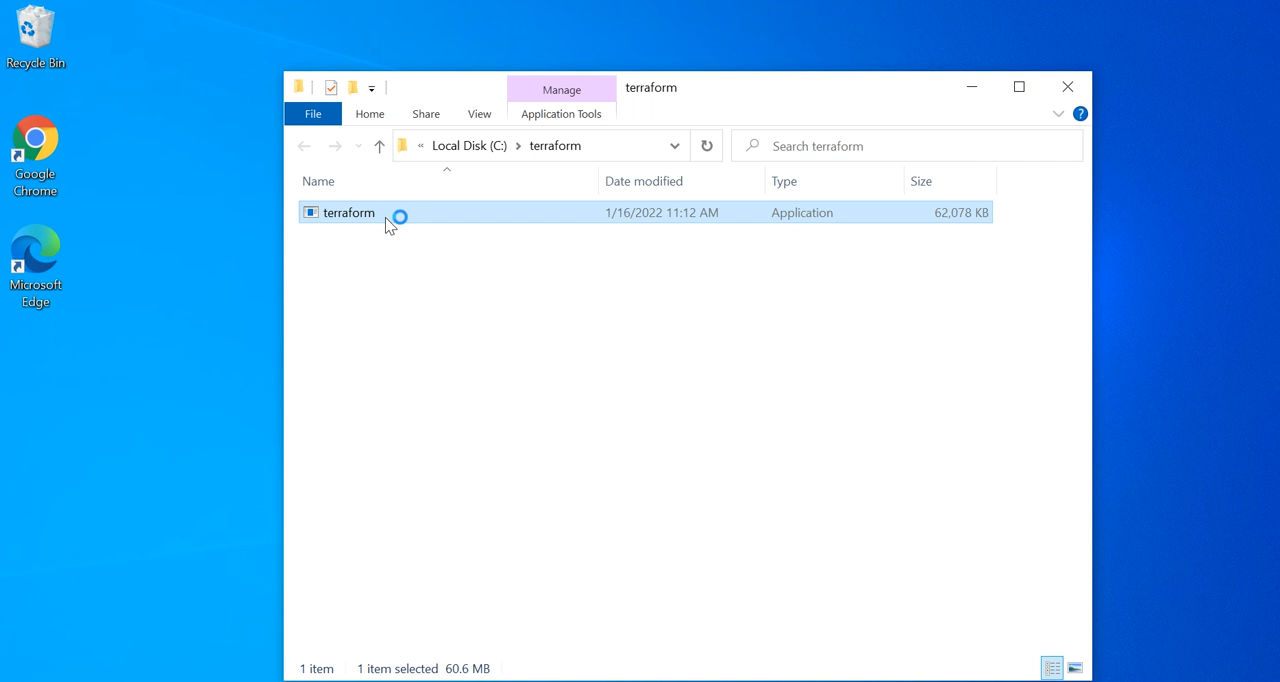 Recycle Bin
Google
Chrome
Microsoft
Edge
Manage
terraform
File
Home
Share
View
Application Tools
?
« Local Disk (C:) > terraform
Search terraform
Name
Date modified
Type
Size
terraform
1/16/2022 11:12 AM
Application
62,078 KB
1 item
1 item selected 60.6 MB